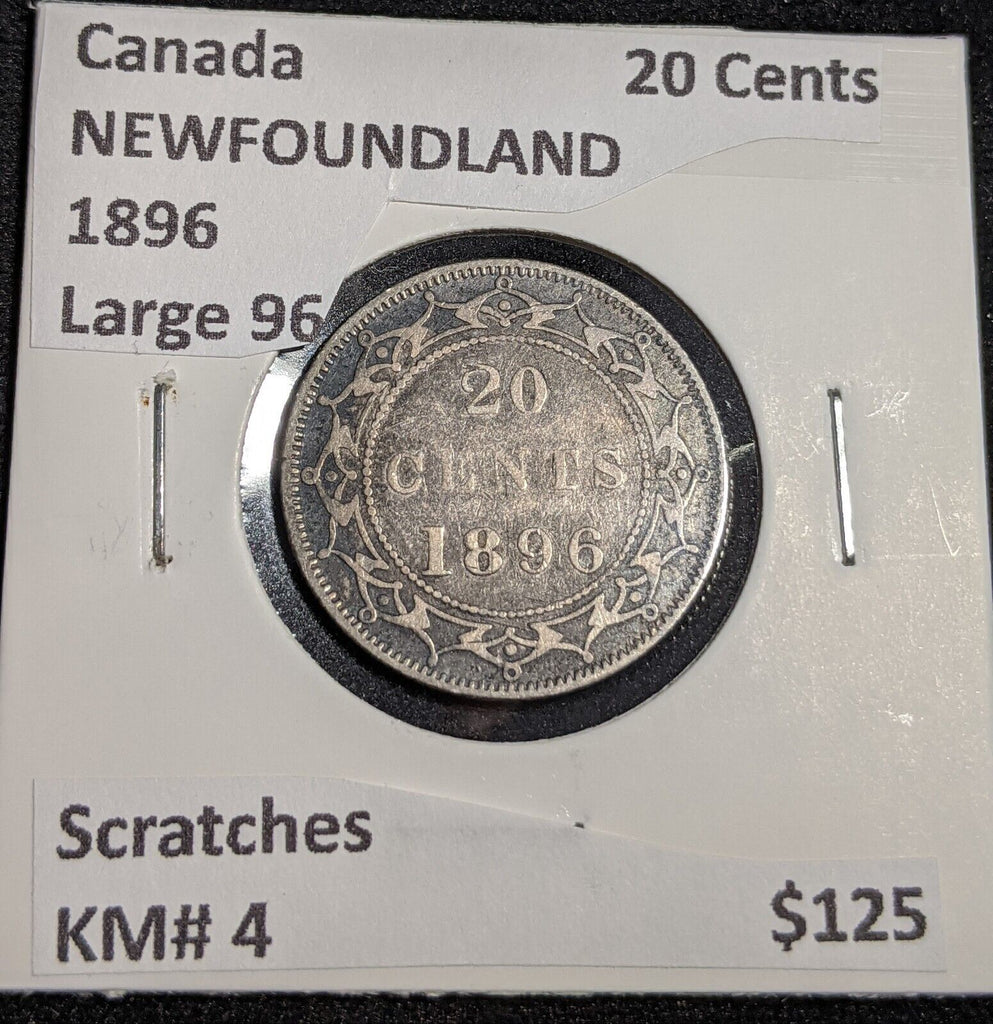 Canada 20 Cents
NEWFOUNDLAND
1896
Large 96
20
CENTS
1896
Scratches
KM# 4 $125